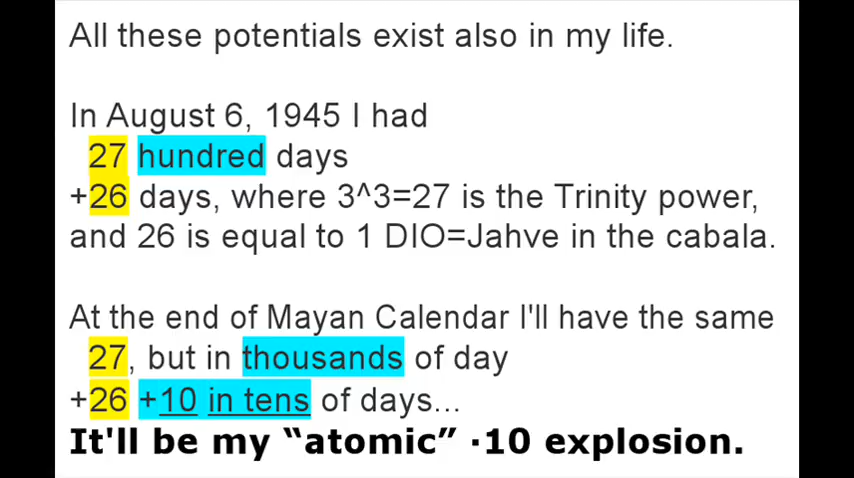 All these potentials exist also in my life.
In August 6, 1945 I had
27 hundred days
+26 days, where 3^3=27 is the Trinity power,
and 26 is equal to 1 DIO=Jahve in the cabala.
At the end of Mayan Calendar I'll have the same
27, but in thousands of day
+26 +10 in tens of days...
It'll be my “atomic” ·10 explosion.